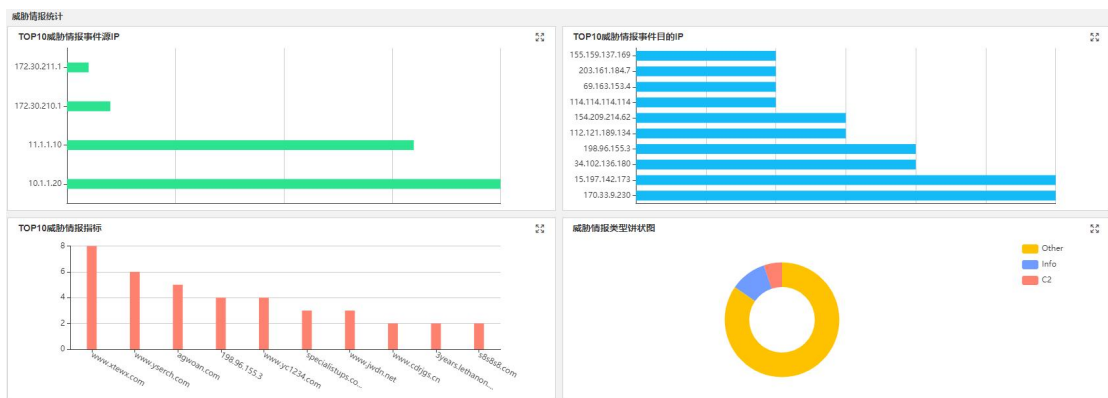 威胁情报统计
TOP10威胁情报事件源IP
172.30.211.1
172.30.210.1
11.1.1.10
10.1.1.20
TOP10威胁情报事件目的IP
155.159.137.169
203.161.184.7
69.163.153.4
114.114.114.114
154.209.214.62
112.121.189.134
198.96.155.3
34.102.136.180
15.197.142.173
170.33.9.230
TOP10威胁情报指标
8
6
4
2
0
www.xtewx.com
www.yserch.com
agwoan.com
198.96.155.3
www.yc1234.com
specialistups.co...
www.jwdn.net
www.cdrjgs.cn
3years.lethanon...
s8s8s8.com
威胁情报类型饼状图
Other
Info
C2